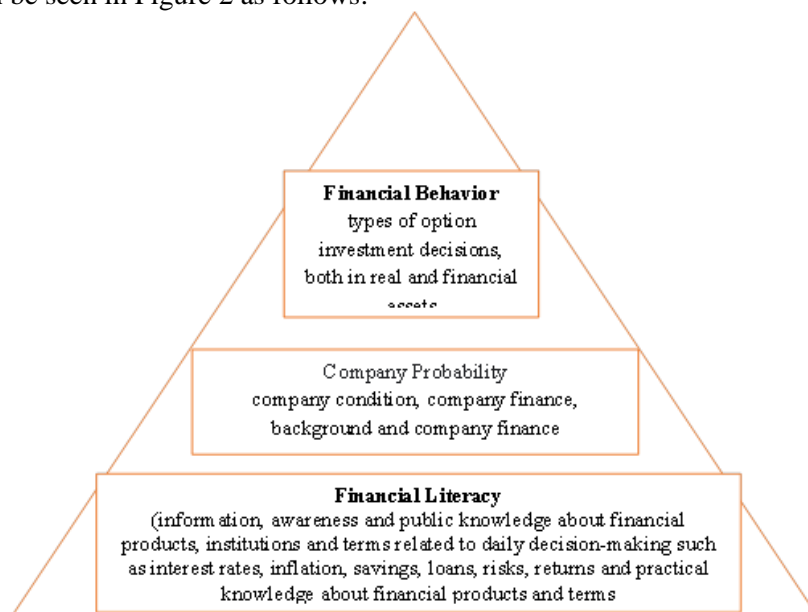 be seen in Figure 2 as follows:
Financial Behavior
types of option
investment decisions,
both in real and financial
assets
Company Probability
company condition, company finance,
background and company finance
Financial Literacy
(information, awareness and public knowledge about financial
products, institutions and terms related to daily decision-making such
as interest rates, inflation, savings, loans, risks, returns and practical
knowledge about financial products and terms